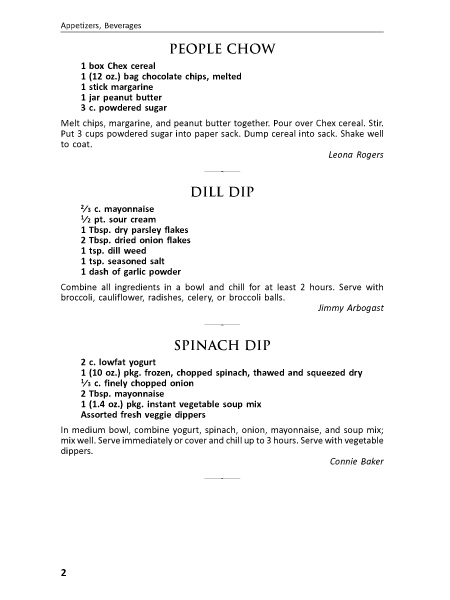 Appetizers, Beverages
PEOPLE CHOW
1 box Chex cereal
1 (12 oz.) bag chocolate chips, melted
1 stick margarine
1 jar peanut butter
3 c. powdered sugar
Melt chips, margarine, and peanut butter together. Pour over Chex cereal. Stir.
Put 3 cups powdered sugar into paper sack. Dump cereal into sack. Shake well
to coat.
Leona Rogers
DILL DIP
⅔ c. mayonnaise
½ pt. sour cream
1 Tbsp. dry parsley flakes
2 Tbsp. dried onion flakes
1 tsp. dill weed
1 tsp. seasoned salt
1 dash of garlic powder
Combine all ingredients in a bowl and chill for at least 2 hours. Serve with
broccoli, cauliflower, radishes, celery, or broccoli balls.
Jimmy Arbogast
SPINACH DIP
2 c. lowfat yogurt
1 (10 oz.) pkg. frozen, chopped spinach, thawed and squeezed dry
⅓ c. finely chopped onion
2 Tbsp. mayonnaise
1 (1.4 oz.) pkg. instant vegetable soup mix
Assorted fresh veggie dippers
In medium bowl, combine yogurt, spinach, onion, mayonnaise, and soup mix;
mix well. Serve immediately or cover and chill up to 3 hours. Serve with vegetable
dippers.
Connie Baker
2